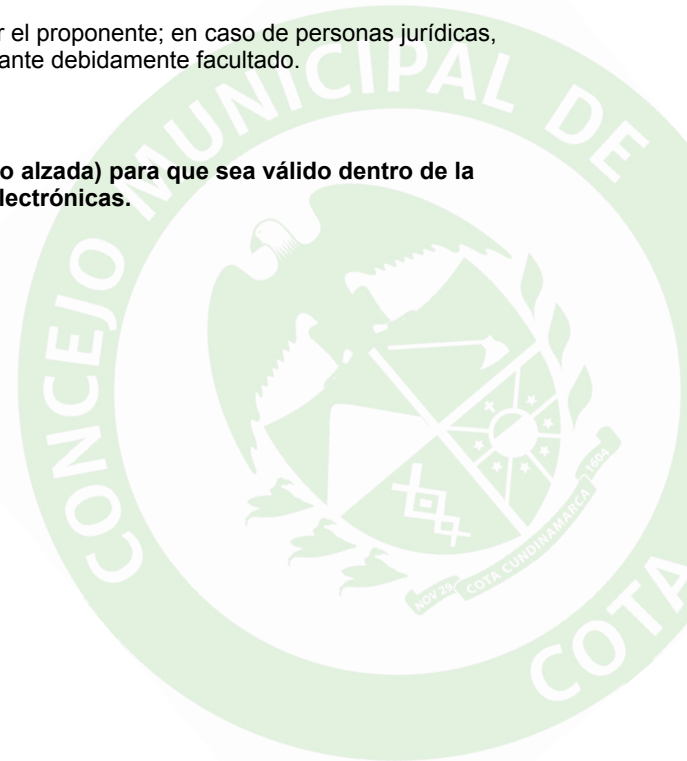 r el proponente; en caso de personas jurídicas,
ante debidamente facultado.
o alzada) para que sea válido dentro de la
lectrónicas.
CONCEJO MUNICIPAL DE
COTA
NOV 29 COTA CUNDINAMARCA 1604